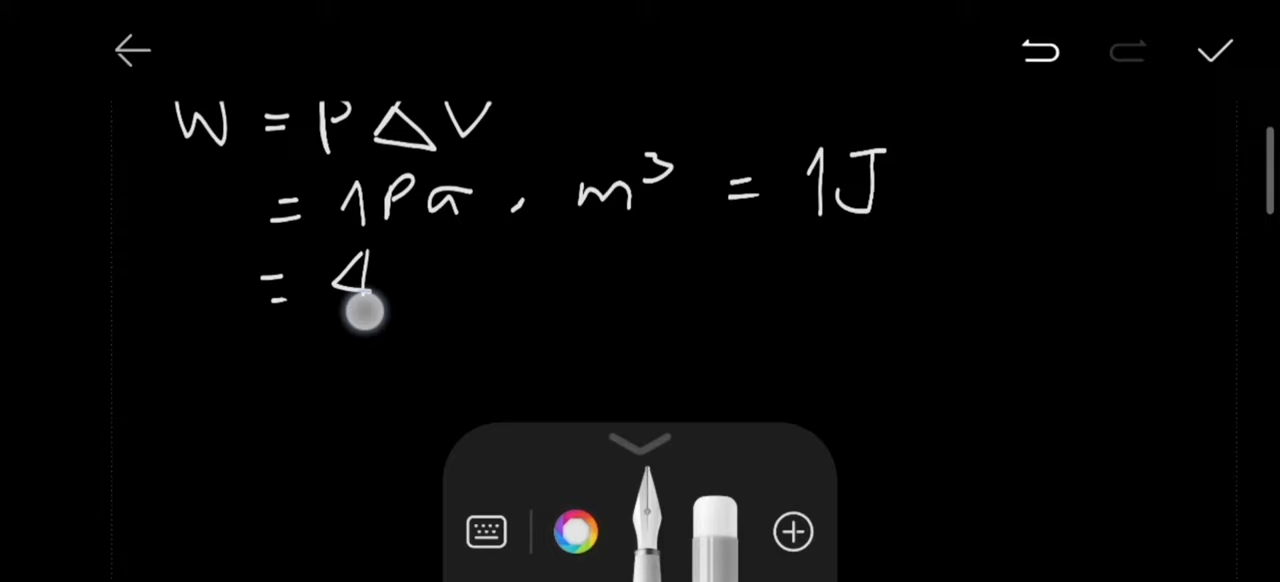 W = PΔV
= 1Pa . m³ = 1J
= 4